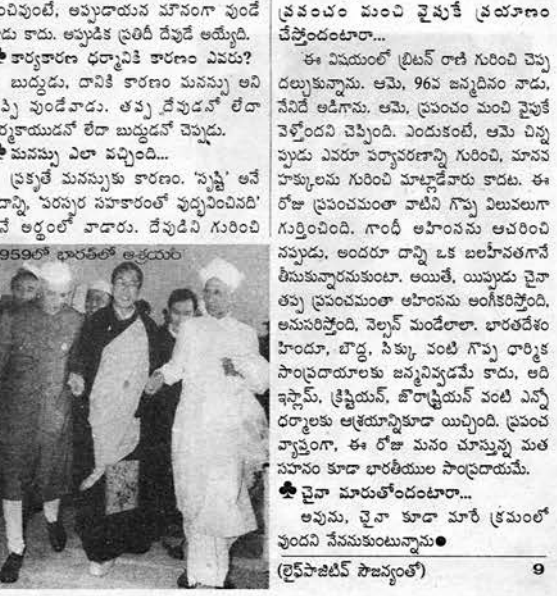 చివుంటే, అప్పుడాయన మౌనంగా వుండే
డు కాదు. అప్పుడిక ప్రతిదీ దేవుడే అయ్యేది.
♣ కార్యకారణ ధర్మానికి కారణం ఎవరు?
బుద్ధుడు, దానికి కారణం మనస్సు అని
ప్పి వుండేవాడు. తప్ప దేవుడనో లేదా
ర్మకాయుడనో లేదా బుద్ధుడనో చెప్పడు.
♣ మనస్సు ఎలా వచ్చింది...
ప్రకృతే మనస్సుకు కారణం. 'సృష్టి' అనే
దాన్ని, 'పరస్పర సహకారంతో వుద్భవించినది'
నే అర్థంలో వాడారు. దేవుడిని గురించి
1959లో భారత్‌లో ఆశ్రయం
ప్రపంచం మంచి వైపుకే ప్రయాణం
చేస్తోందంటారా...
ఈ విషయంలో బ్రిటన్ రాణి గురించి చెప్ప
దల్చుకున్నాను. ఆమె, 96వ జన్మదినం నాడు,
నేనిదే అడిగాను. ఆమె, ప్రపంచం మంచి వైపుకే
వెళ్తోందని చెప్పింది. ఎందుకంటే, ఆమె చిన్న
ప్పుడు ఎవరూ పర్యావరణాన్ని గురించి, మానవ
హక్కులను గురించి మాట్లాడేవారు కాదట. ఈ
రోజు ప్రపంచమంతా వాటిని గొప్ప విలువలుగా
గుర్తించింది. గాంధీ అహింసను ఆచరించి
నప్పుడు, అందరూ దాన్ని ఒక బలహీనతగానే
తీసుకున్నారనుకుంటా. అయితే, యిప్పుడు చైనా
తప్ప ప్రపంచమంతా అహింసను అంగీకరిస్తోంది,
అనుసరిస్తోంది, నెల్సన్ మండేలాలా. భారతదేశం
హిందూ, బౌద్ధ, సిక్కు వంటి గొప్ప ధార్మిక
సాంప్రదాయాలకు జన్మనివ్వడమే కాదు, అది
ఇస్లామ్, క్రిష్టియన్, జొరాష్ట్రియన్ వంటి ఎన్నో
ధర్మాలకు ఆశ్రయాన్నికూడా యిచ్చింది. ప్రపంచ
వ్యాప్తంగా, ఈ రోజు మనం చూస్తున్న మత
సహనం కూడా భారతీయుల సాంప్రదాయమే.
♣ చైనా మారుతోందంటారా...
అవును, చైనా కూడా మారే క్రమంలో
వుందని నేననుకుంటున్నాను●
(లైఫ్‌పాజిటివ్ సౌజన్యంతో) 9